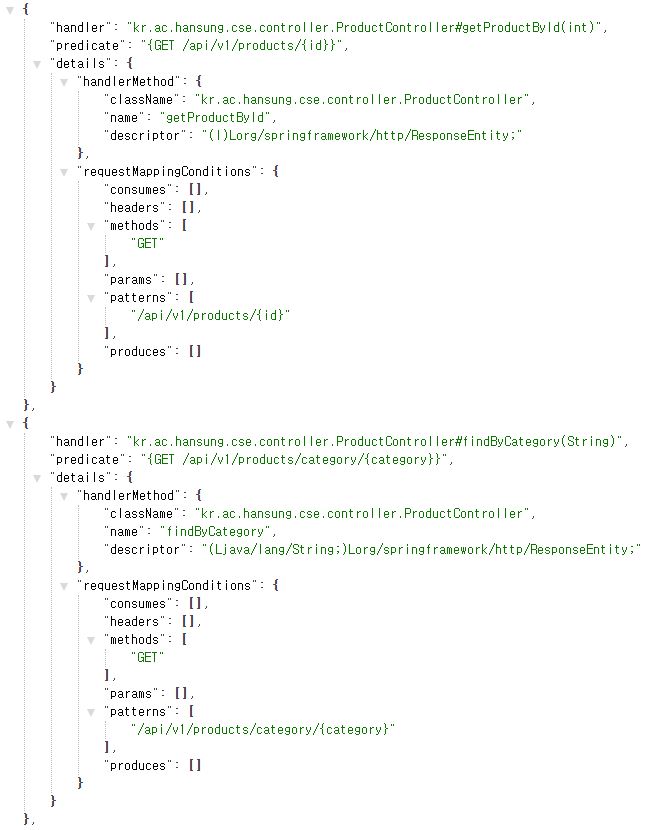 {
"handler": "kr.ac.hansung.cse.controller.ProductController#getProductById(int)",
"predicate": "{GET /api/v1/products/{id}}",
"details": {
"handlerMethod": {
"className": "kr.ac.hansung.cse.controller.ProductController",
"name": "getProductById",
"descriptor": "(I)Lorg/springframework/http/ResponseEntity;"
},
"requestMappingConditions": {
"consumes": [],
"headers": [],
"methods": [
"GET"
],
"params": [],
"patterns": [
"/api/v1/products/{id}"
],
"produces": []
}
}
},
{
"handler": "kr.ac.hansung.cse.controller.ProductController#findByCategory(String)",
"predicate": "{GET /api/v1/products/category/{category}}",
"details": {
"handlerMethod": {
"className": "kr.ac.hansung.cse.controller.ProductController",
"name": "findByCategory",
"descriptor": "(Ljava/lang/String;)Lorg/springframework/http/ResponseEntity;"
},
"requestMappingConditions": {
"consumes": [],
"headers": [],
"methods": [
"GET"
],
"params": [],
"patterns": [
"/api/v1/products/category/{category}"
],
"produces": []
}
}
},